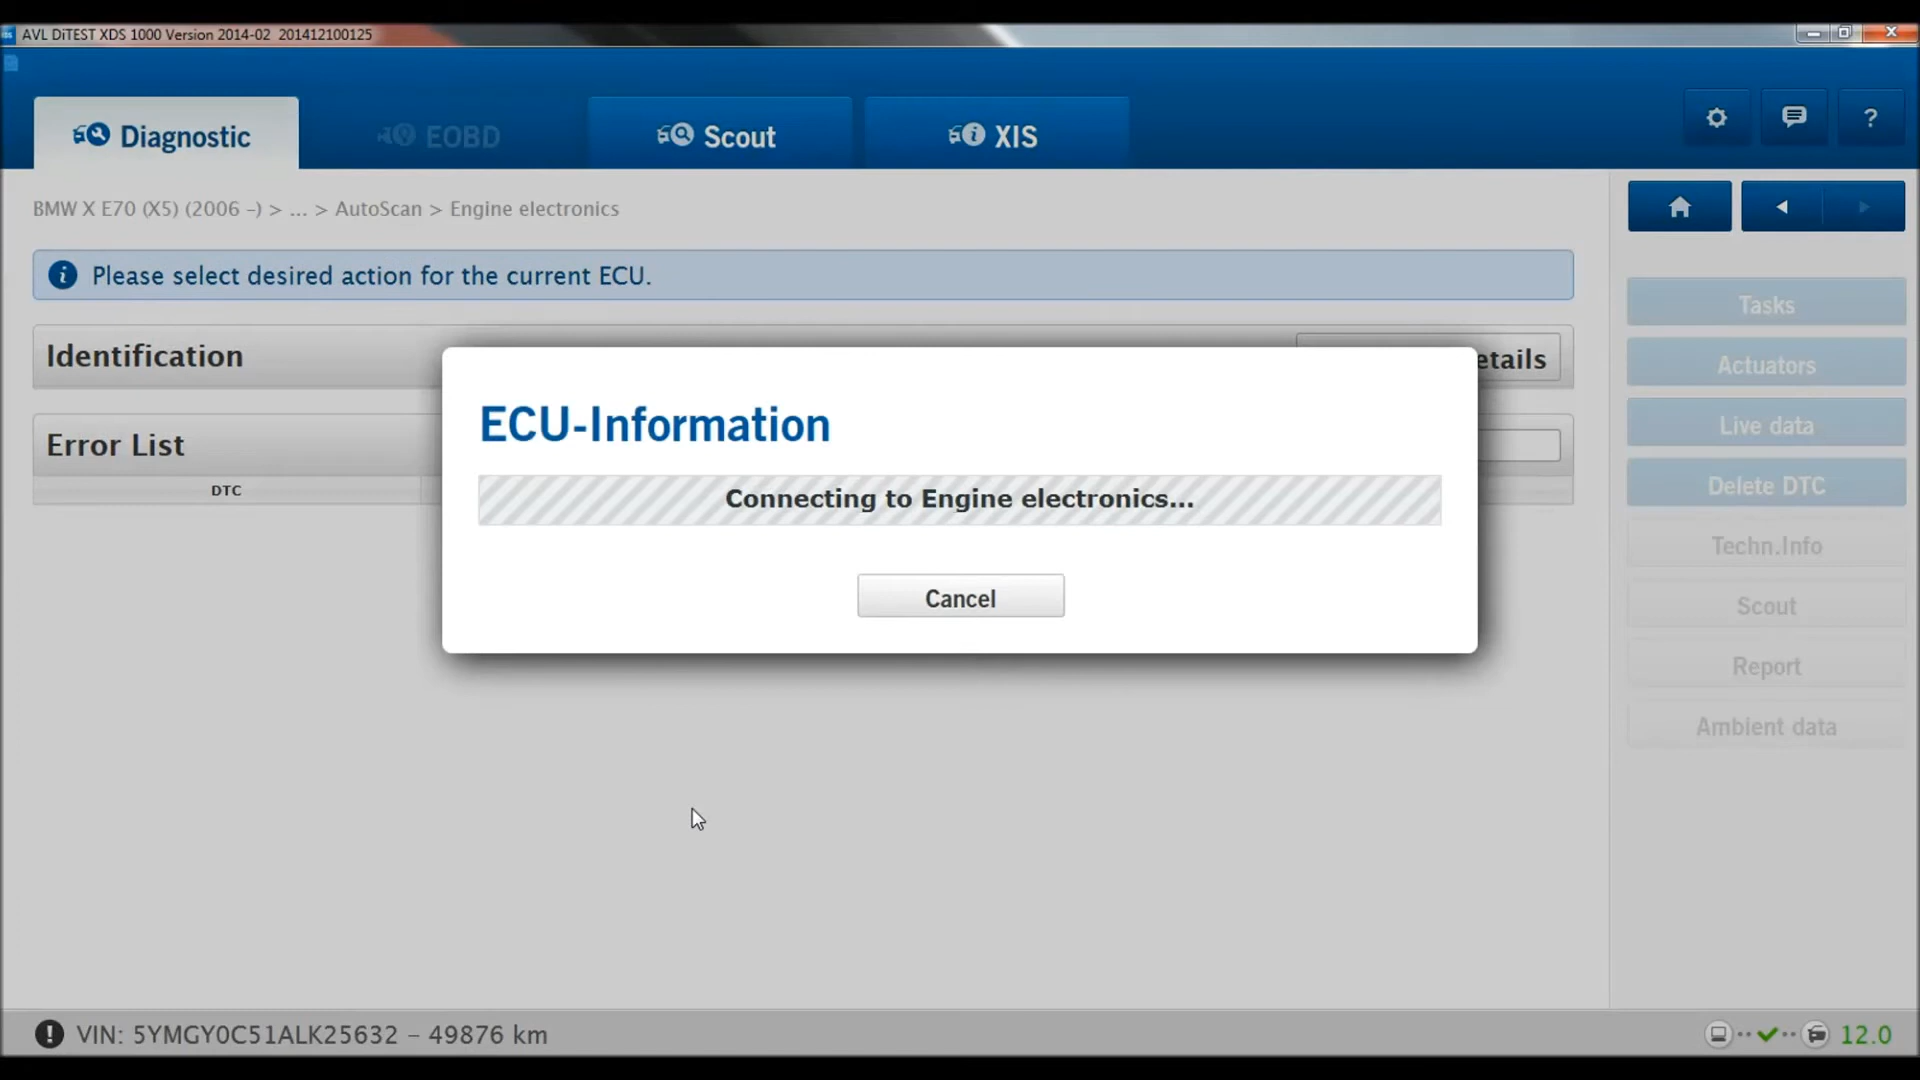 AVL DiTEST XDS 1000 Version 2014-02 201412100125
Diagnostic
EOBD
Scout
XIS
?
BMW X E70 (X5) (2006 -) > ... > AutoScan > Engine electronics
Please select desired action for the current ECU.
Identification
etails
Error List
DTC
ECU-Information
Connecting to Engine electronics...
Cancel
Tasks
Actuators
Live data
Delete DTC
Techn.Info
Scout
Report
Ambient data
VIN: 5YMGY0C51ALK25632 – 49876 km
12.0